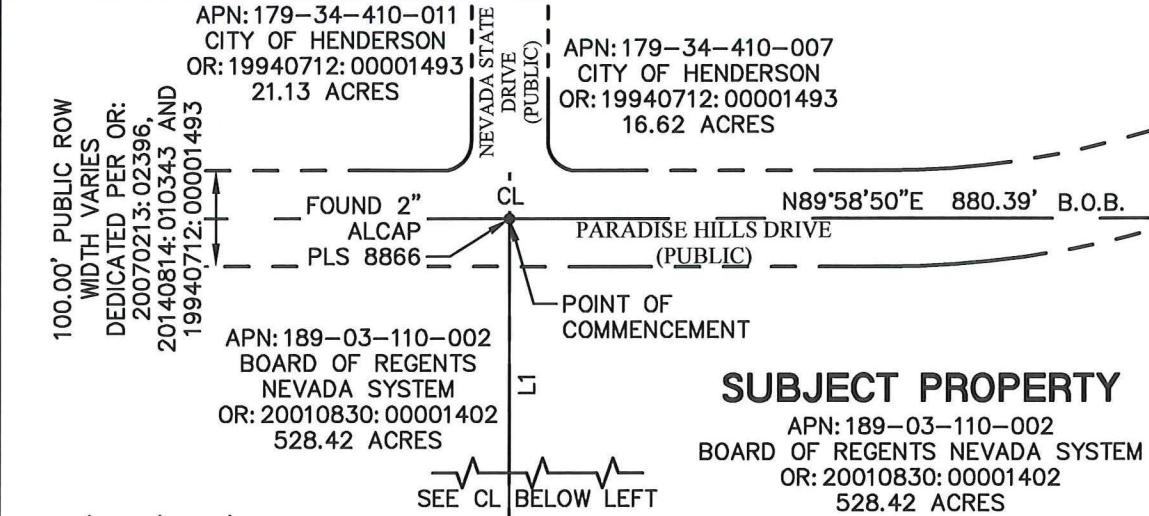 APN: 179-34-410-011
CITY OF HENDERSON
OR: 19940712: 00001493
21.13 ACRES
NEVADA STATE
DRIVE
(PUBLIC)
APN: 179-34-410-007
CITY OF HENDERSON
OR: 19940712: 00001493
16.62 ACRES
100.00' PUBLIC ROW
WIDTH VARIES
DEDICATED PER OR:
20070213: 02396,
20140814: 010343 AND
19940712: 00001493
FOUND 2"
ALCAP
PLS 8866
CL
N89°58'50"E 880.39' B.O.B.
PARADISE HILLS DRIVE
(PUBLIC)
POINT OF
COMMENCEMENT
APN: 189-03-110-002
BOARD OF REGENTS
NEVADA SYSTEM
OR: 20010830: 00001402
528.42 ACRES
L1
SUBJECT PROPERTY
APN: 189-03-110-002
BOARD OF REGENTS NEVADA SYSTEM
OR: 20010830: 00001402
528.42 ACRES
SEE CL BELOW LEFT